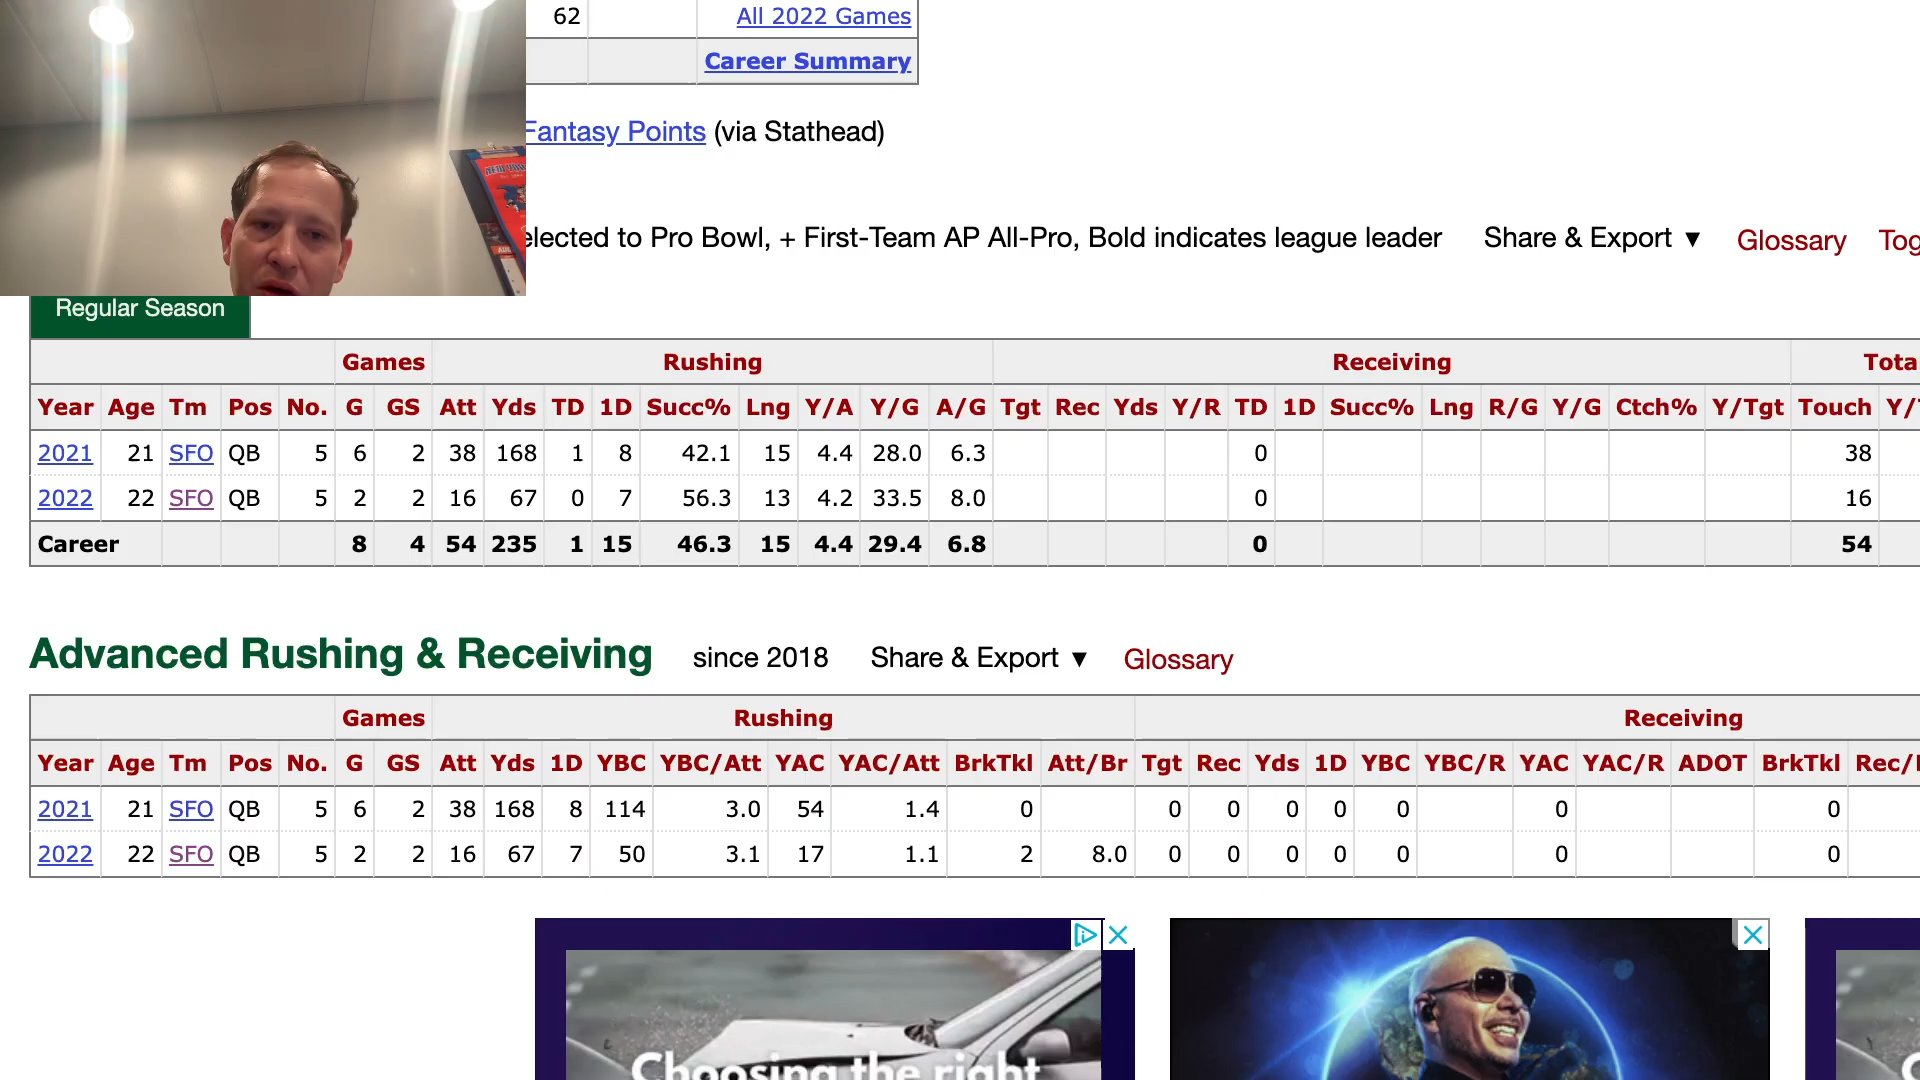 62 All 2022 Games
Career Summary
Fantasy Points (via Stathead)
elected to Pro Bowl, + First-Team AP All-Pro, Bold indicates league leader Share & Export ▼ Glossary Tog
Regular Season
Games Rushing Receiving Tota
Year Age Tm Pos No. G GS Att Yds TD 1D Succ% Lng Y/A Y/G A/G Tgt Rec Yds Y/R TD 1D Succ% Lng R/G Y/G Ctch% Y/Tgt Touch Y/T
2021 21 SFO QB 5 6 2 38 168 1 8 42.1 15 4.4 28.0 6.3 0 38
2022 22 SFO QB 5 2 2 16 67 0 7 56.3 13 4.2 33.5 8.0 0 16
Career 8 4 54 235 1 15 46.3 15 4.4 29.4 6.8 0 54
Advanced Rushing & Receiving since 2018 Share & Export ▼ Glossary
Games Rushing Receiving
Year Age Tm Pos No. G GS Att Yds 1D YBC YBC/Att YAC YAC/Att BrkTkl Att/Br Tgt Rec Yds 1D YBC YBC/R YAC YAC/R ADOT BrkTkl Rec/
2021 21 SFO QB 5 6 2 38 168 8 114 3.0 54 1.4 0 0 0 0 0 0 0 0
2022 22 SFO QB 5 2 2 16 67 7 50 3.1 17 1.1 2 8.0 0 0 0 0 0 0 0
Choosing the right